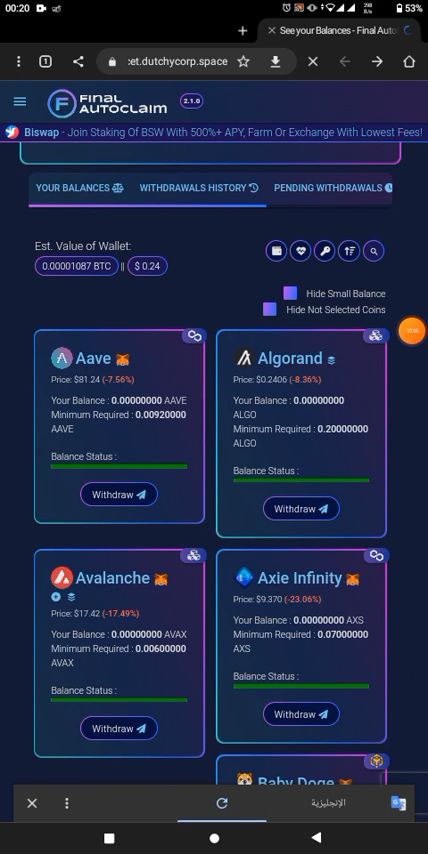 00:20
298
B/s
53%
See your Balances - Final Auto
1
:et.dutchycorp.space
FINAL
AUTOCLAIM
2.1.0
Biswap - Join Staking Of BSW With 500%+ APY, Farm Or Exchange With Lowest Fees!
YOUR BALANCES
WITHDRAWALS HISTORY
PENDING WITHDRAWALS
Est. Value of Wallet:
0.00001087 BTC || $ 0.24
Hide Small Balance
Hide Not Selected Coins
Aave
Price: $81.24 (-7.56%)
Your Balance : 0.00000000 AAVE
Minimum Required : 0.00920000
AAVE
Balance Status :
Withdraw
Algorand
Price: $0.2406 (-8.36%)
Your Balance : 0.00000000
ALGO
Minimum Required : 0.20000000
ALGO
Balance Status :
Withdraw
Avalanche
Price: $17.42 (-17.49%)
Your Balance : 0.00000000 AVAX
Minimum Required : 0.00600000
AVAX
Balance Status :
Withdraw
Axie Infinity
Price: $9.370 (-23.06%)
Your Balance : 0.00000000 AXS
Minimum Required : 0.07000000
AXS
Balance Status :
Withdraw
Baby Doge
الإنجليزية